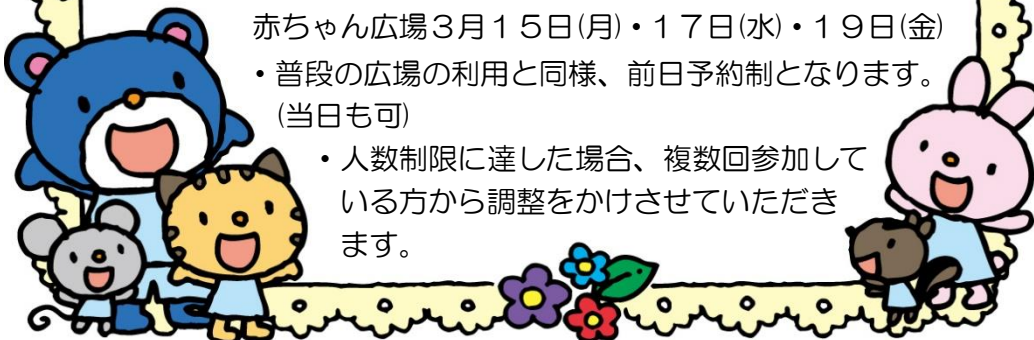 赤ちゃん広場３月１５日(月)・１７日(水)・１９日(金)
・普段の広場の利用と同様、前日予約制となります。
(当日も可)
・人数制限に達した場合、複数回参加して
いる方から調整をかけさせていただき
ます。